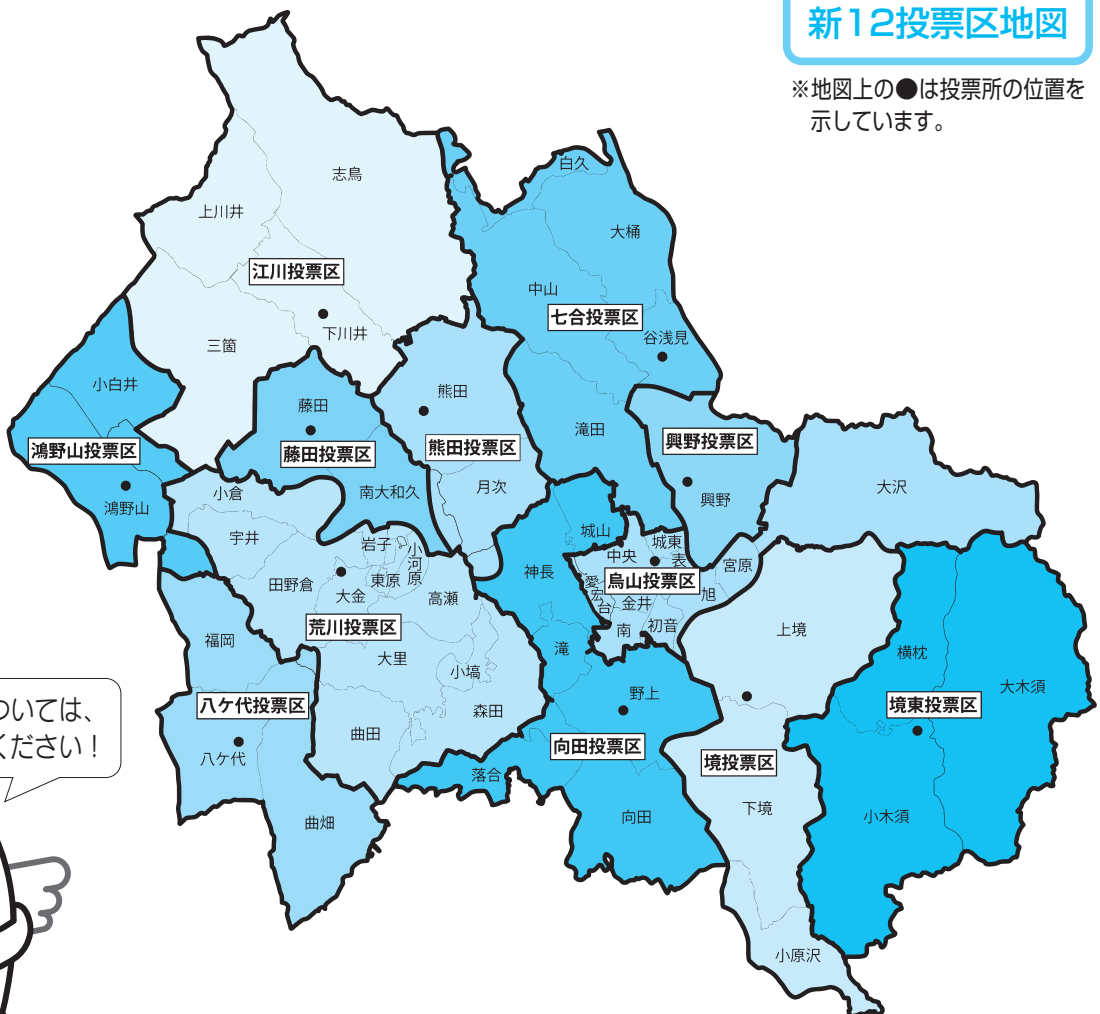 新12投票区地図
※地図上の●は投票所の位置を
示しています。
志鳥
上川井
江川投票区
下川井
三箇
白久
大桶
中山
七合投票区
谷浅見
滝田
小白井
鴻野山投票区
鴻野山
藤田
藤田投票区
南大和久
熊田
熊田投票区
月次
興野投票区
興野
大沢
小倉
宇井
岩子
小河原
田野倉
東原
大金
高瀬
荒川投票区
大里
小塙
森田
曲田
城山
神長
滝
中央
城東
表
烏山投票区
宮原
旭
愛宕台
金井
南
初音
上境
横枕
大木須
境東投票区
小木須
境投票区
下境
小原沢
福岡
八ケ代投票区
八ケ代
曲畑
野上
向田投票区
落合
向田
ついては、
ください!